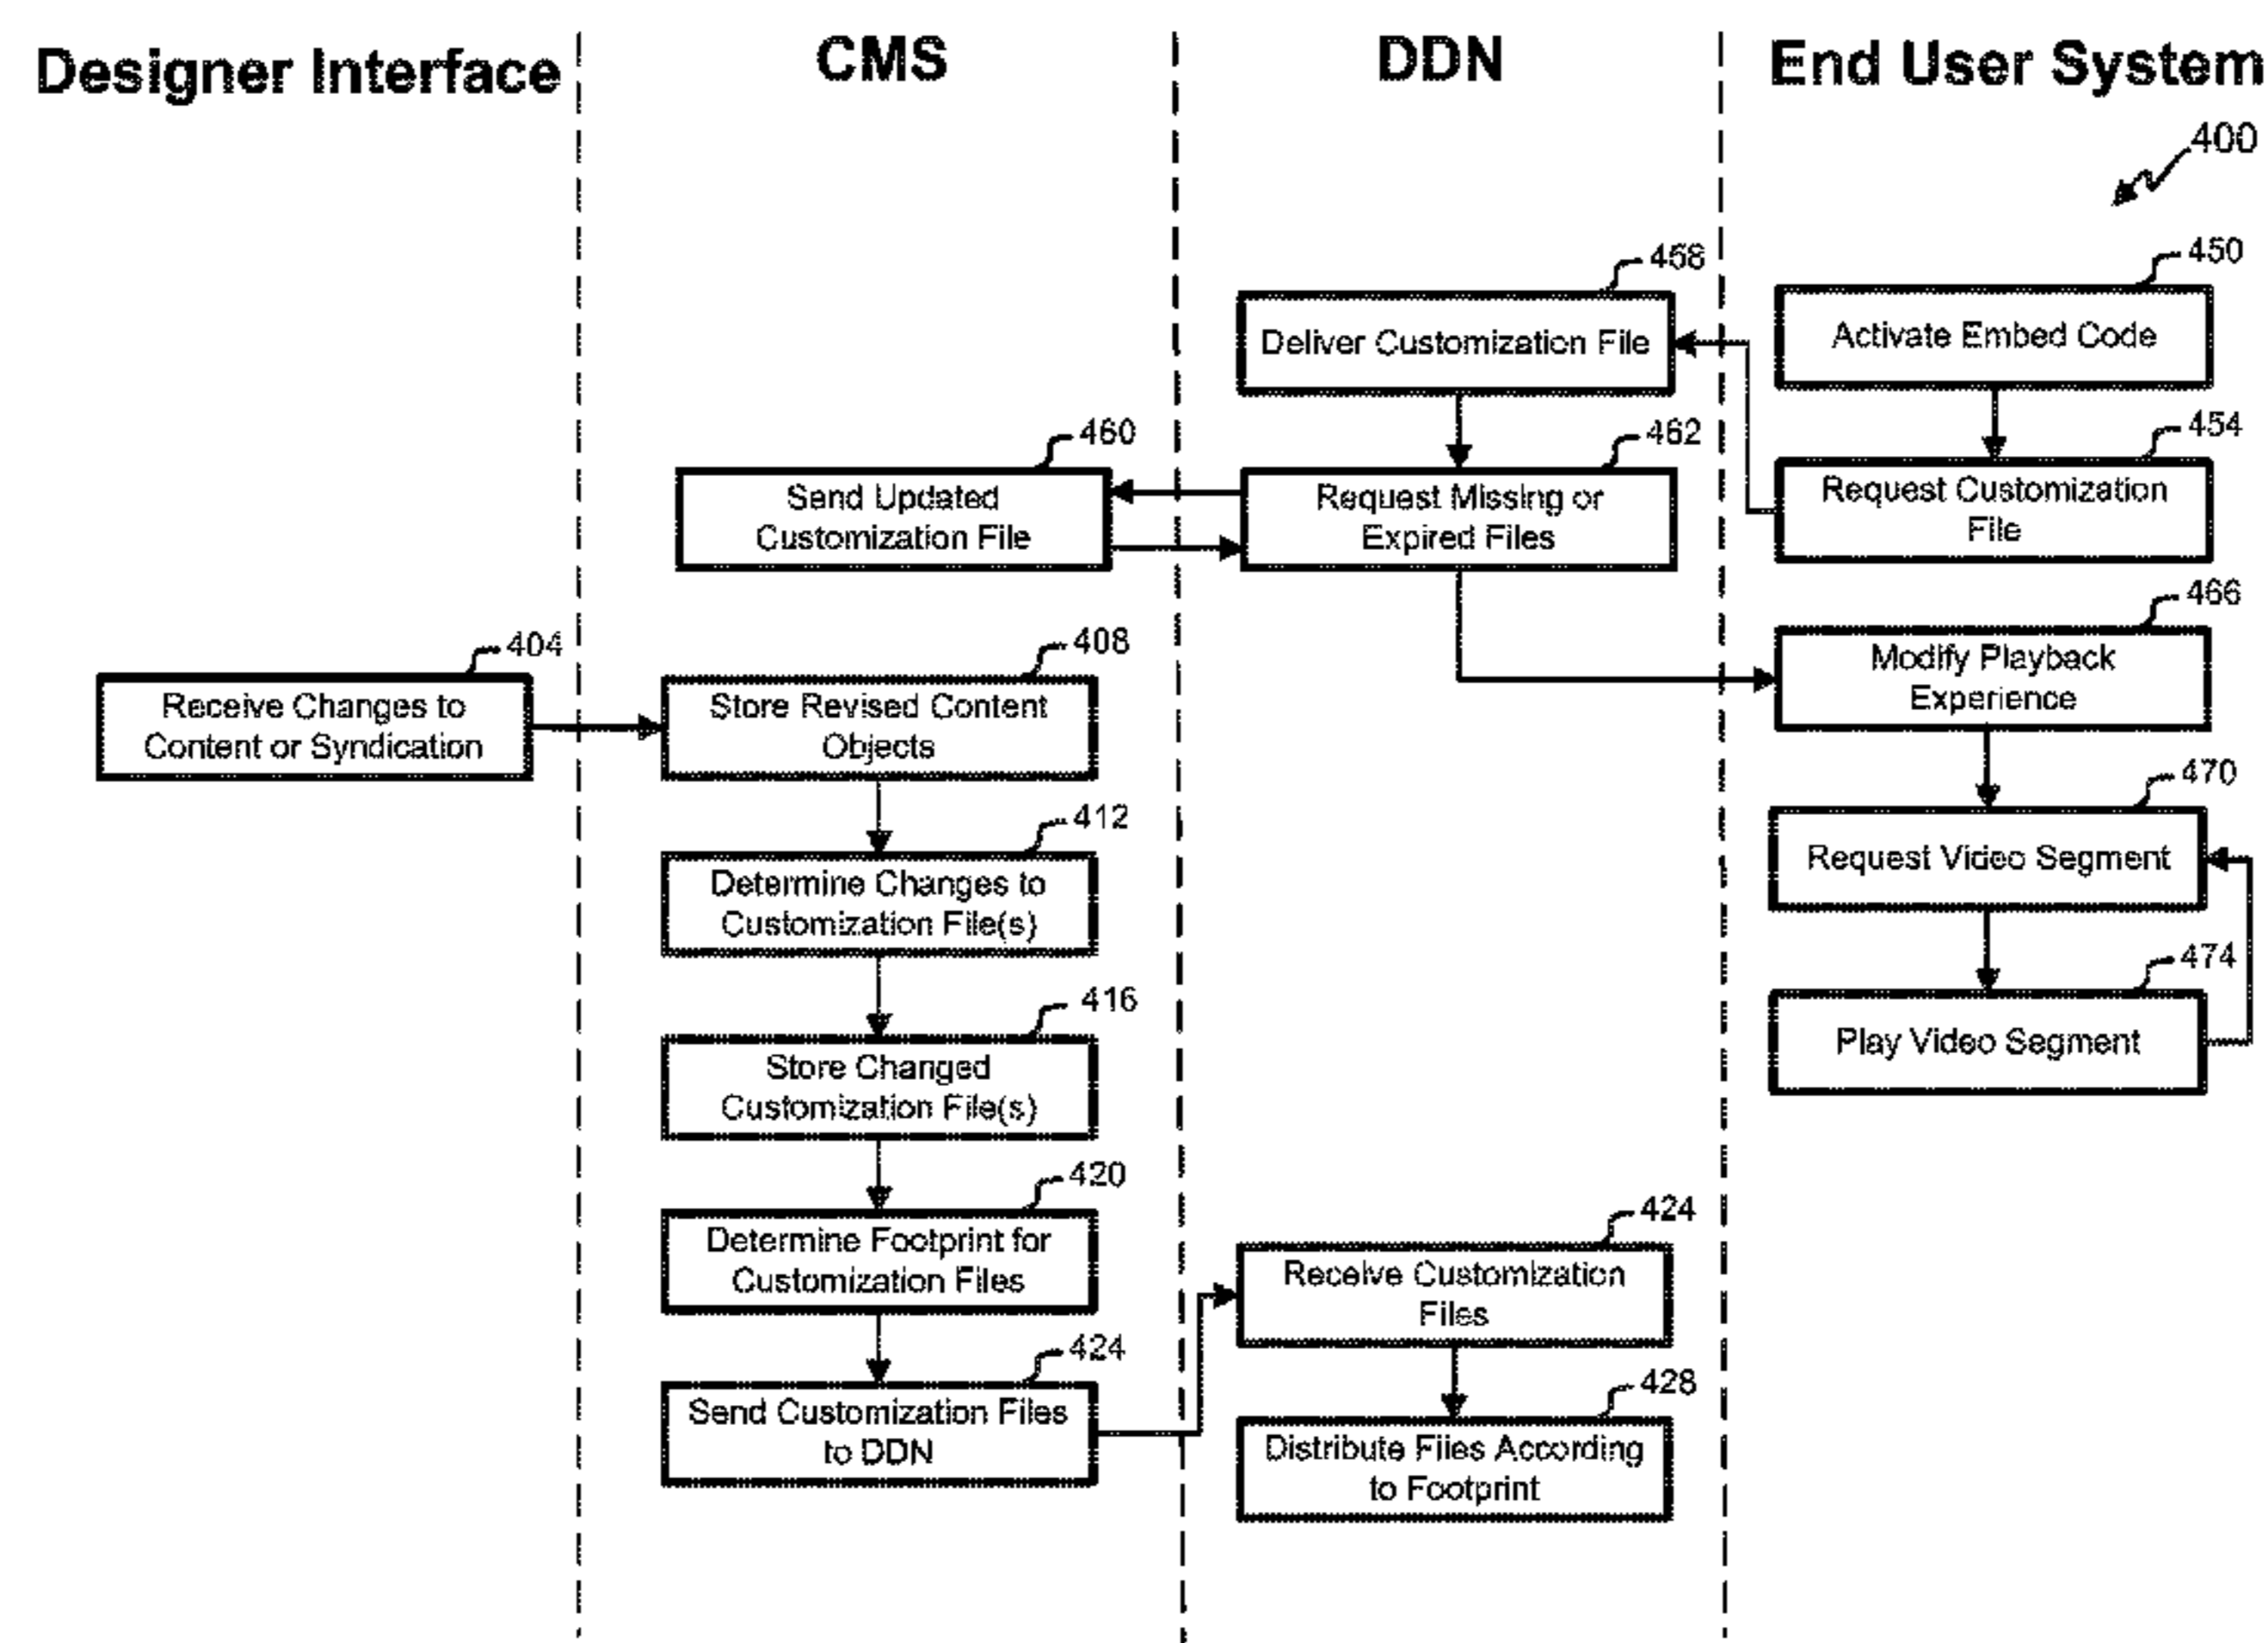 Designer Interface
CMS
DDN
End User System
400
458
Deliver Customization File
450
Activate Embed Code
460
Send Updated
Customization File
462
Request Missing or
Expired Files
454
Request Customization
File
466
Modify Playback
Experience
404
Receive Changes to
Content or Syndication
408
Store Revised Content
Objects
470
Request Video Segment
412
Determine Changes to
Customization File(s)
474
Play Video Segment
416
Store Changed
Customization File(s)
420
Determine Footprint for
Customization Files
424
Receive Customization
Files
424
Send Customization Files
to DDN
428
Distribute Files According
to Footprint